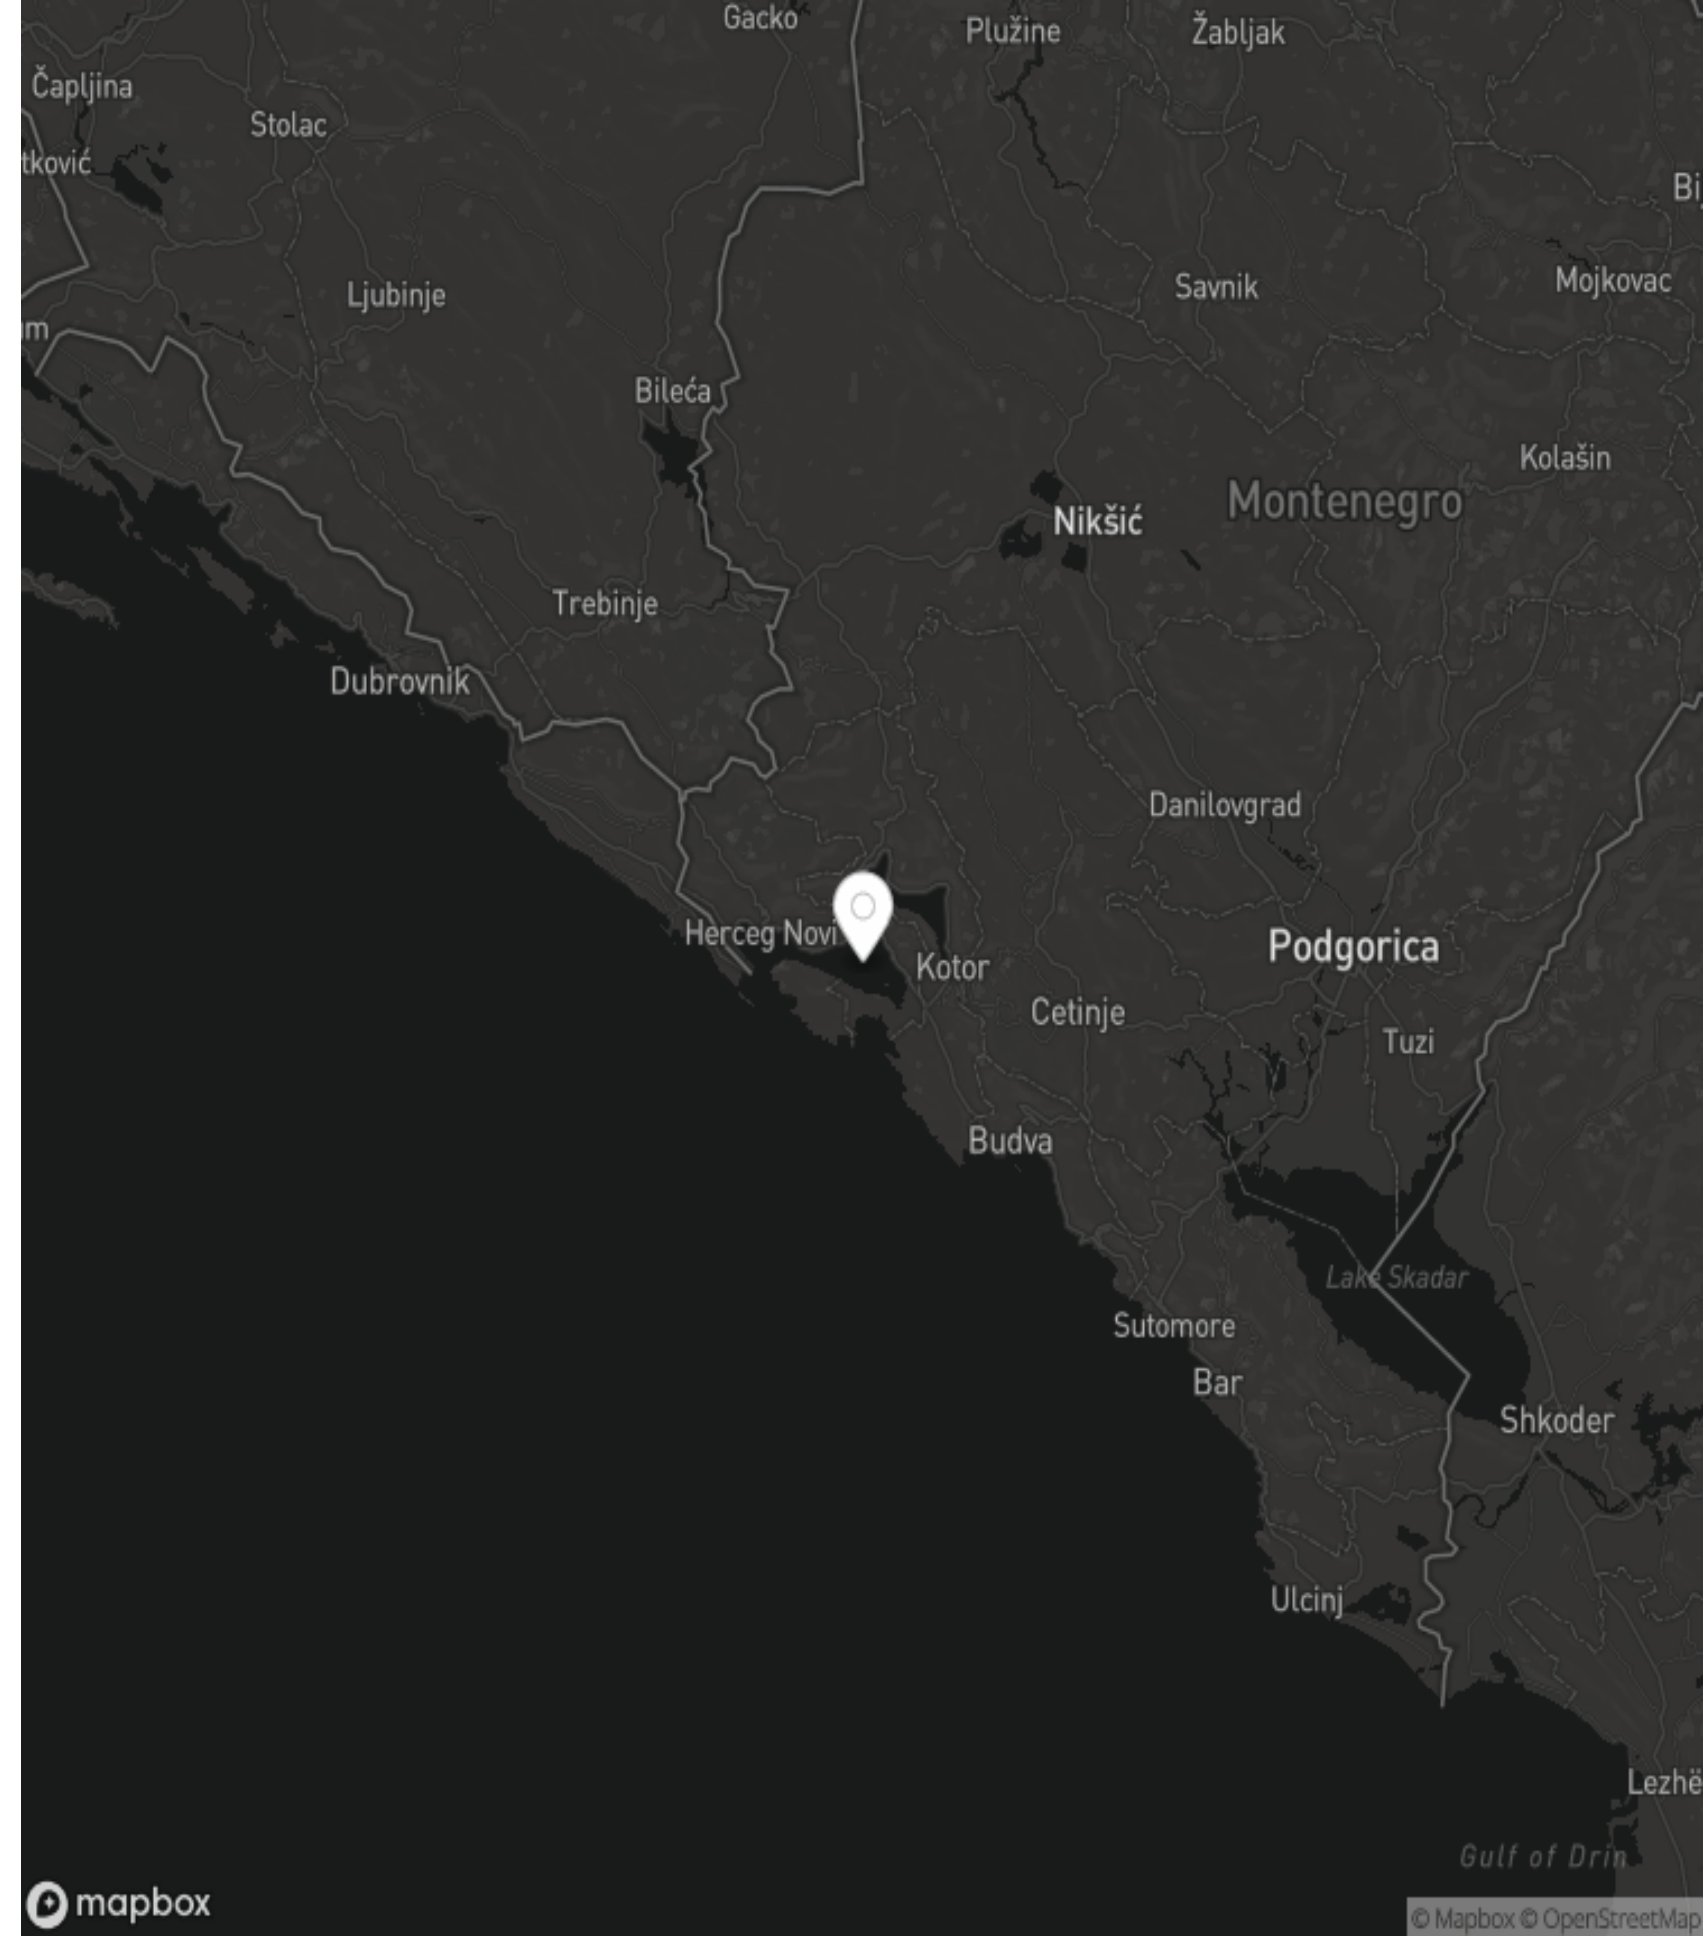 Gacko
Plužine
Žabljak
Čapljina
Stolac
tković
Bi
Ljubinje
Savnik
Mojkovac
um
Bileća
Kolašin
Montenegro
Nikšić
Trebinje
Dubrovnik
Danilovgrad
Herceg Novi
Kotor
Podgorica
Cetinje
Tuzi
Budva
Lake Skadar
Sutomore
Bar
Shkoder
Ulcinj
Lezhë
Gulf of Drin
mapbox
© Mapbox © OpenStreetMap